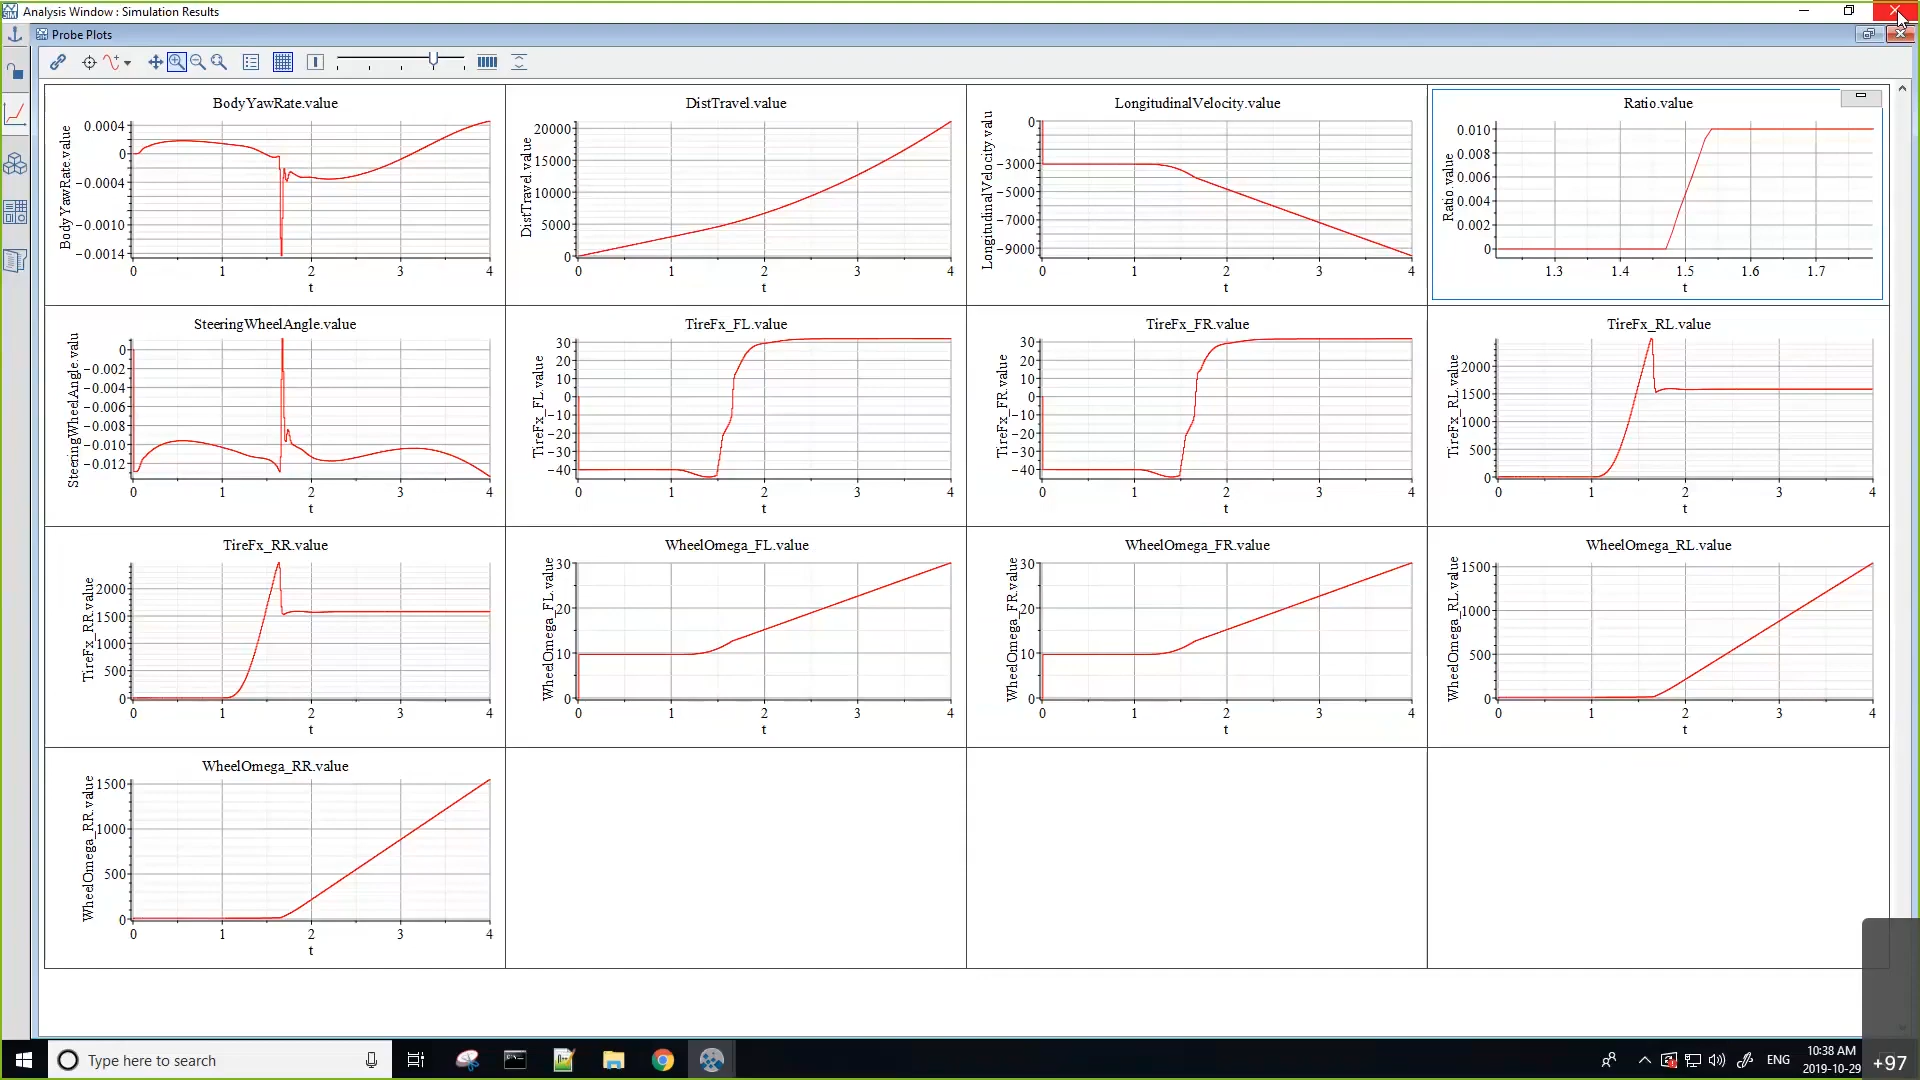 Analysis Window : Simulation Results
Probe Plots
BodyYawRate.value
BodyYawRate.value
0.0004
0
−0.0004
−0.0010
−0.0014
0 1 2 3 4
t
DistTravel.value
DistTravel.value
20000
15000
10000
5000
0
0 1 2 3 4
t
LongitudinalVelocity.value
LongitudinalVelocity.valu
0
−3000
−5000
−7000
−9000
0 1 2 3 4
t
Ratio.value
Ratio.value
0.010
0.008
0.006
0.004
0.002
0
1.3 1.4 1.5 1.6 1.7
t
SteeringWheelAngle.value
SteeringWheelAngle.valu
0
−0.002
−0.004
−0.006
−0.008
−0.010
−0.012
0 1 2 3 4
t
TireFx_FL.value
TireFx_FL.value
30
20
10
0
−10
−20
−30
−40
0 1 2 3 4
t
TireFx_FR.value
TireFx_FR.value
30
20
10
0
−10
−20
−30
−40
0 1 2 3 4
t
TireFx_RL.value
TireFx_RL.value
2000
1500
1000
500
0
0 1 2 3 4
t
TireFx_RR.value
TireFx_RR.value
2000
1500
1000
500
0
0 1 2 3 4
t
WheelOmega_FL.value
WheelOmega_FL.value
30
20
10
0
0 1 2 3 4
t
WheelOmega_FR.value
WheelOmega_FR.value
30
20
10
0
0 1 2 3 4
t
WheelOmega_RL.value
WheelOmega_RL.value
1500
1000
500
0
0 1 2 3 4
t
WheelOmega_RR.value
WheelOmega_RR.value
1500
1000
500
0
0 1 2 3 4
t
Type here to search
ENG
10:38 AM
2019-10-29
+97